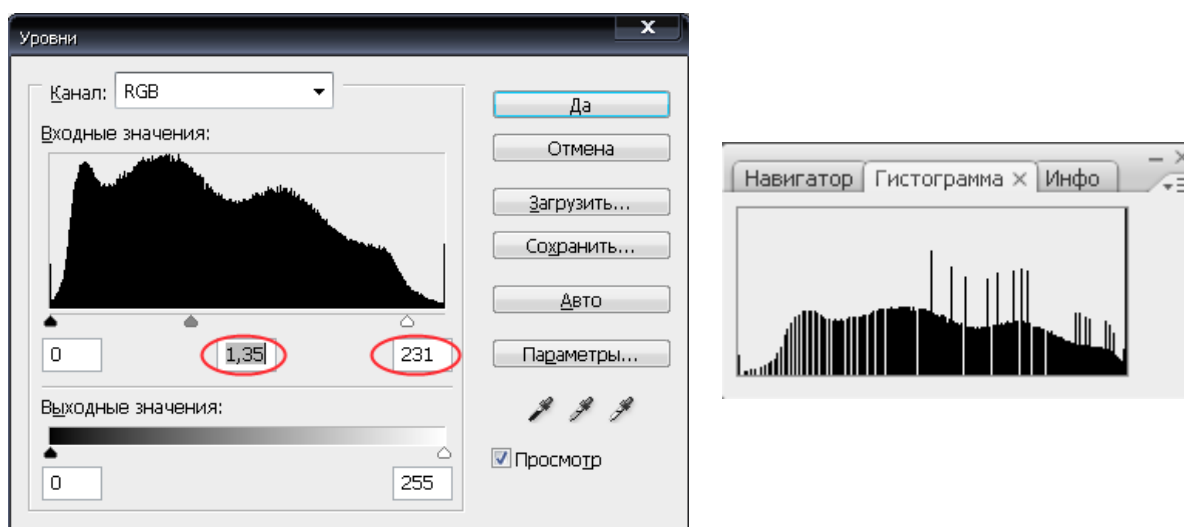 Уровни
Канал: RGB
Входные значения:
0 1,35 231
Выходные значения:
0 255
Да
Отмена
Загрузить...
Сохранить...
Авто
Параметры...
Просмотр
Навигатор Гистограмма Инфо